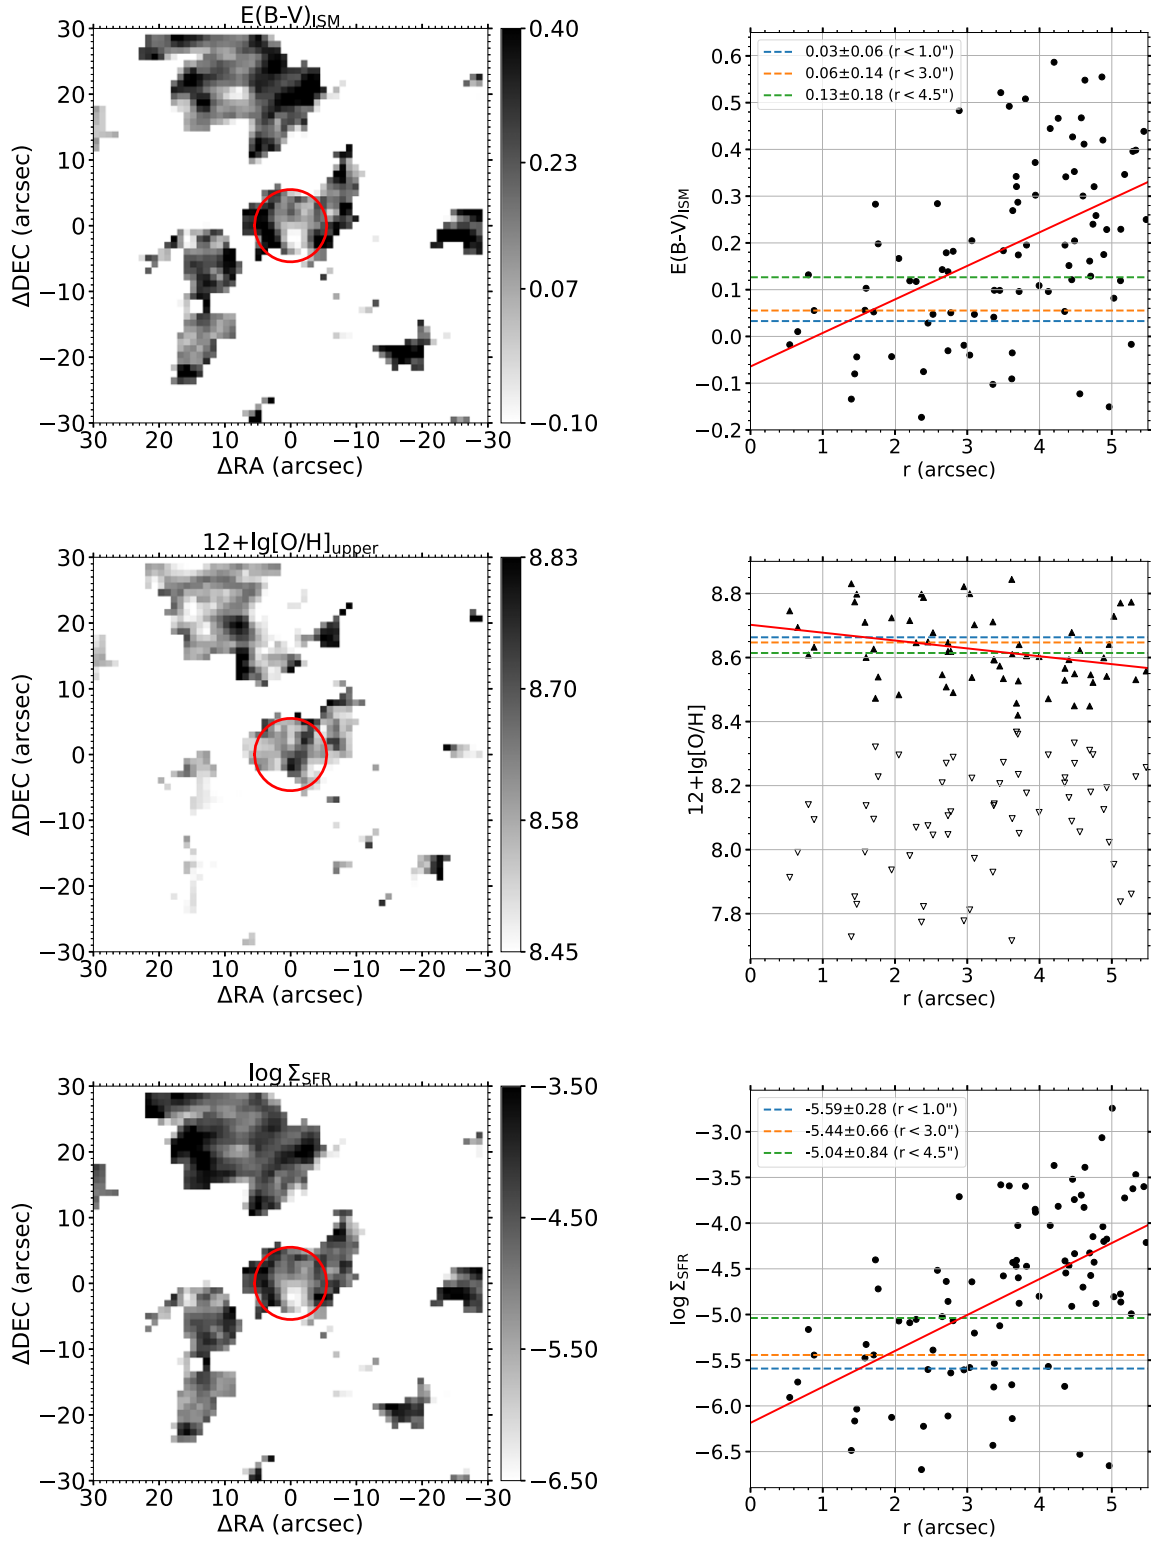 E(B-V)ISM
30
20
10
0
−10
−20
−30
ΔDEC (arcsec)
30 20 10 0 −10 −20 −30
ΔRA (arcsec)
0.40
0.23
0.07
−0.10
0.6
0.5
0.4
0.3
0.2
0.1
0.0
−0.1
−0.2
E(B-V)ISM
0.03±0.06 (r < 1.0")
0.06±0.14 (r < 3.0")
0.13±0.18 (r < 4.5")
0 1 2 3 4 5
r (arcsec)
12+lg[O/H]upper
30
20
10
0
−10
−20
−30
ΔDEC (arcsec)
30 20 10 0 −10 −20 −30
ΔRA (arcsec)
8.83
8.70
8.58
8.45
8.8
8.6
8.4
8.2
8.0
7.8
12+lg[O/H]
0 1 2 3 4 5
r (arcsec)
log ΣSFR
30
20
10
0
−10
−20
−30
ΔDEC (arcsec)
30 20 10 0 −10 −20 −30
ΔRA (arcsec)
−3.50
−4.50
−5.50
−6.50
−3.0
−3.5
−4.0
−4.5
−5.0
−5.5
−6.0
−6.5
log ΣSFR
-5.59±0.28 (r < 1.0")
-5.44±0.66 (r < 3.0")
-5.04±0.84 (r < 4.5")
0 1 2 3 4 5
r (arcsec)